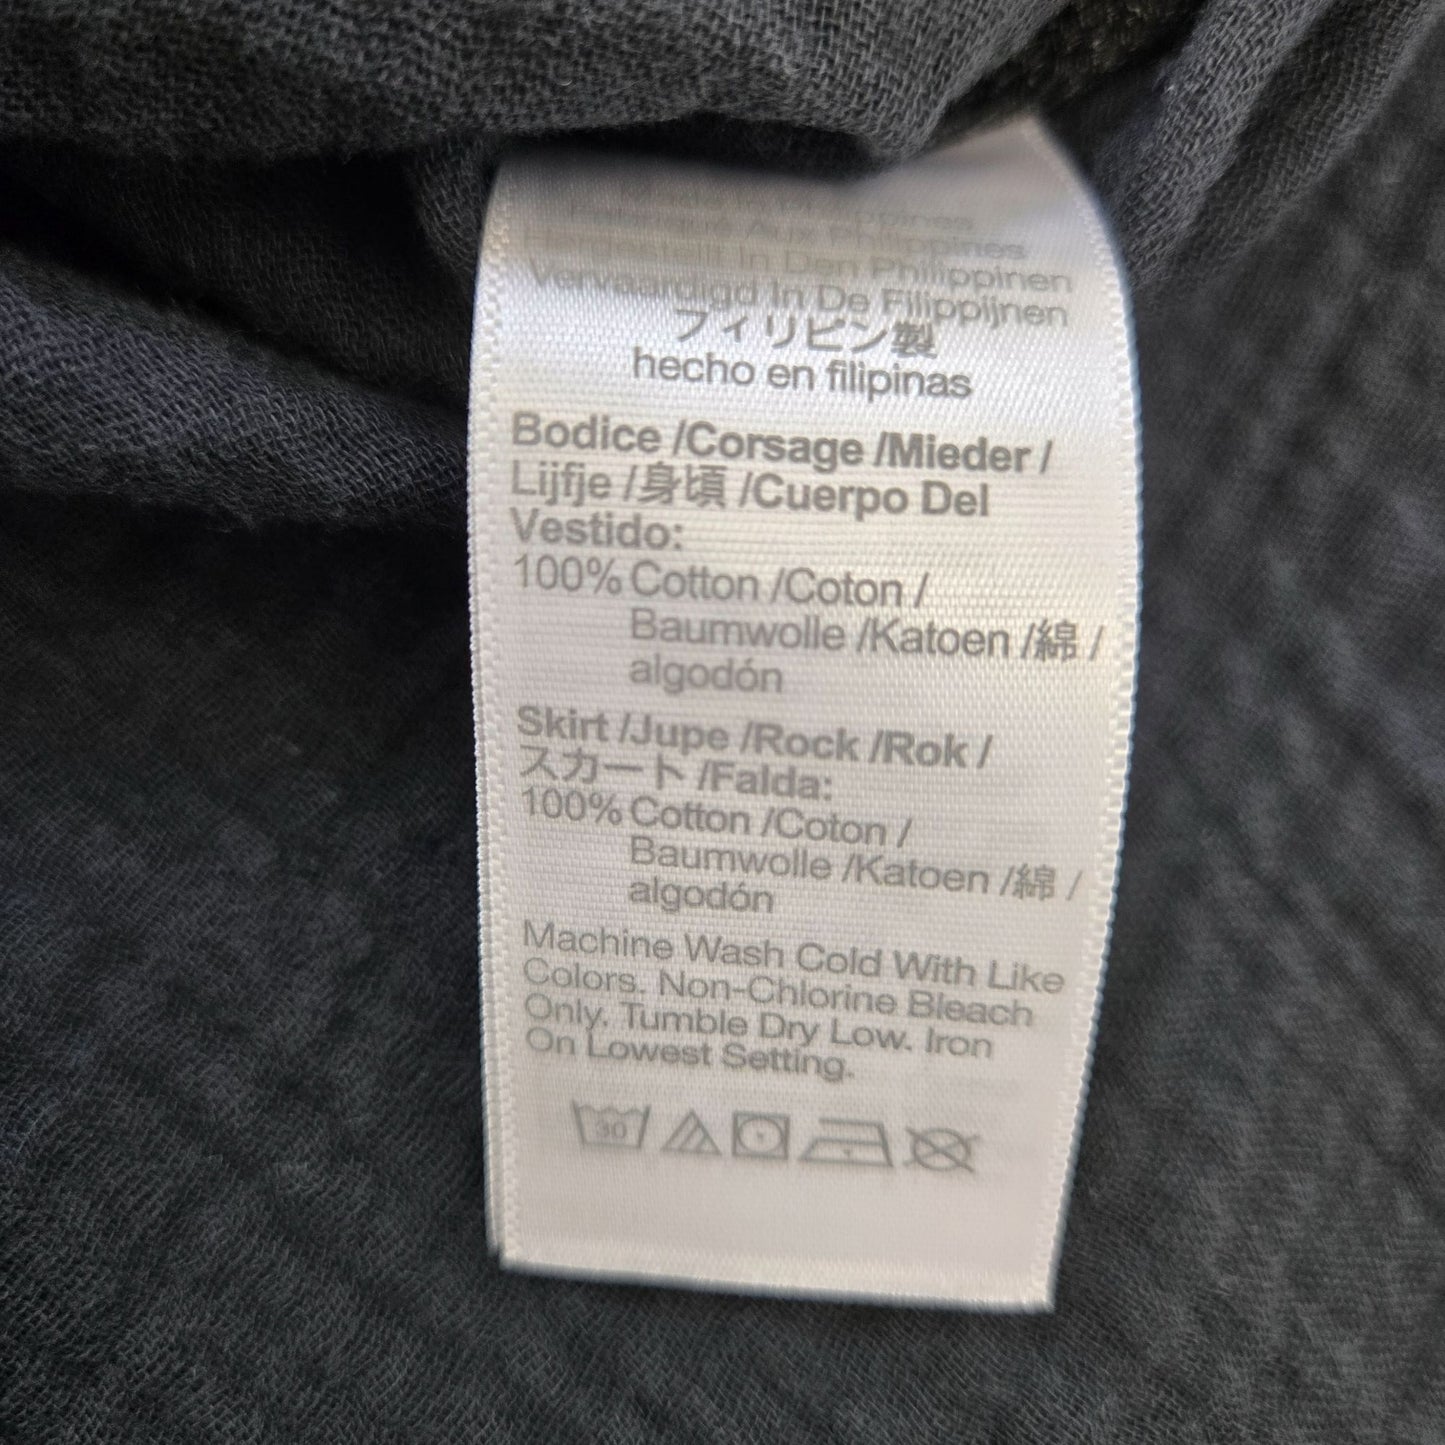 Fabriqué Aux Philippines
Hergestellt In Den Philippinen
Vervaardigd In De Filippijnen
フィリピン製
hecho en filipinas
Bodice /Corsage /Mieder /
Lijfje /身頃 /Cuerpo Del
Vestido:
100% Cotton /Coton /
Baumwolle /Katoen /綿 /
algodón
Skirt /Jupe /Rock /Rok /
スカート /Falda:
100% Cotton /Coton /
Baumwolle /Katoen /綿 /
algodón
Machine Wash Cold With Like
Colors. Non-Chlorine Bleach
Only. Tumble Dry Low. Iron
On Lowest Setting.
30